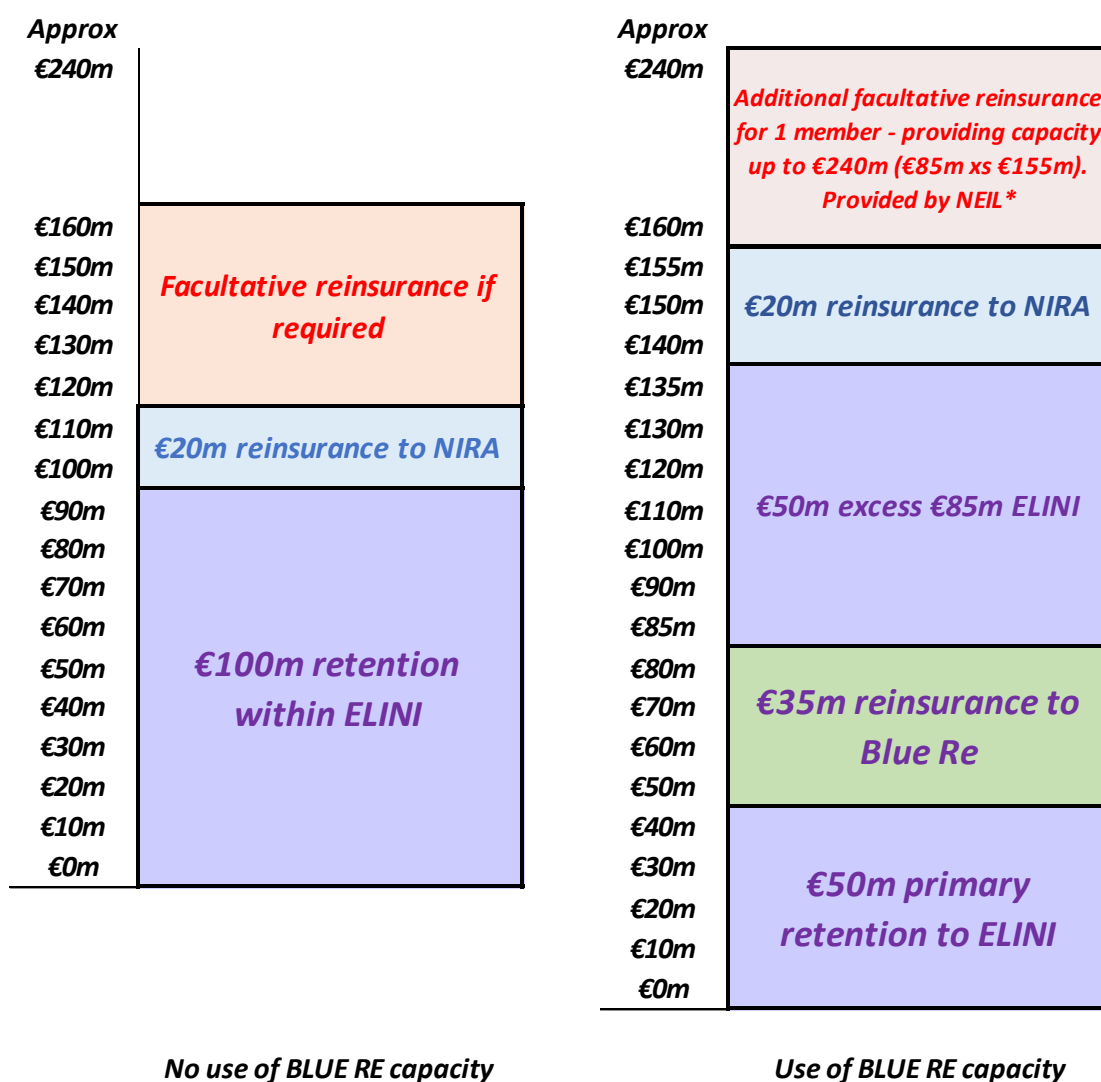 Approx
€240m
€160m
€150m
€140m
€130m
€120m
€110m
€100m
€90m
€80m
€70m
€60m
€50m
€40m
€30m
€20m
€10m
€0m
Facultative reinsurance if
required
€20m reinsurance to NIRA
€100m retention
within ELINI
No use of BLUE RE capacity
Approx
€240m
€160m
€155m
€150m
€140m
€135m
€130m
€120m
€110m
€100m
€90m
€85m
€80m
€70m
€60m
€50m
€40m
€30m
€20m
€10m
€0m
Additional facultative reinsurance
for 1 member - providing capacity
up to €240m (€85m xs €155m).
Provided by NEIL*
€20m reinsurance to NIRA
€50m excess €85m ELINI
€35m reinsurance to
Blue Re
€50m primary
retention to ELINI
Use of BLUE RE capacity